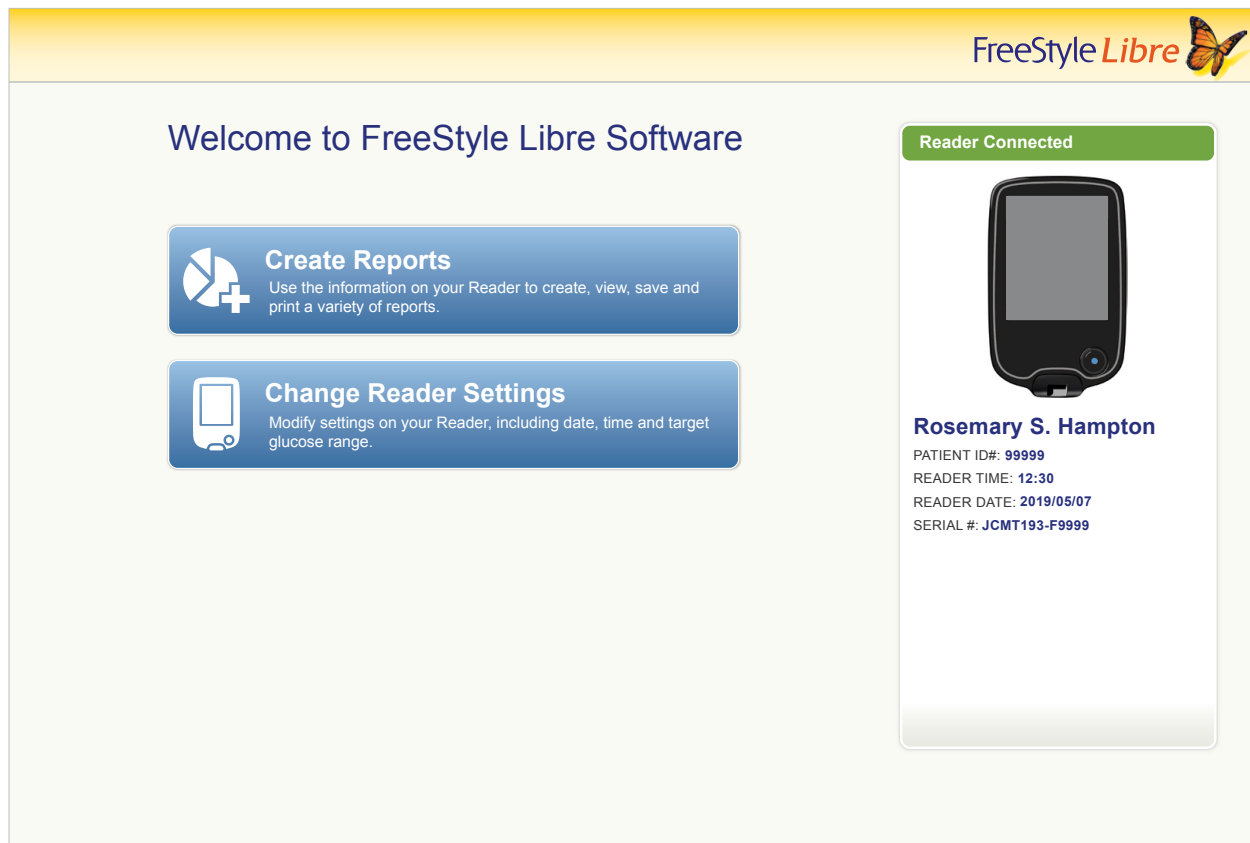 FreeStyle Libre
Welcome to FreeStyle Libre Software
Create Reports
Use the information on your Reader to create, view, save and
print a variety of reports.
Change Reader Settings
Modify settings on your Reader, including date, time and target
glucose range.
Reader Connected
Rosemary S. Hampton
PATIENT ID#: 99999
READER TIME: 12:30
READER DATE: 2019/05/07
SERIAL #: JCMT193-F9999